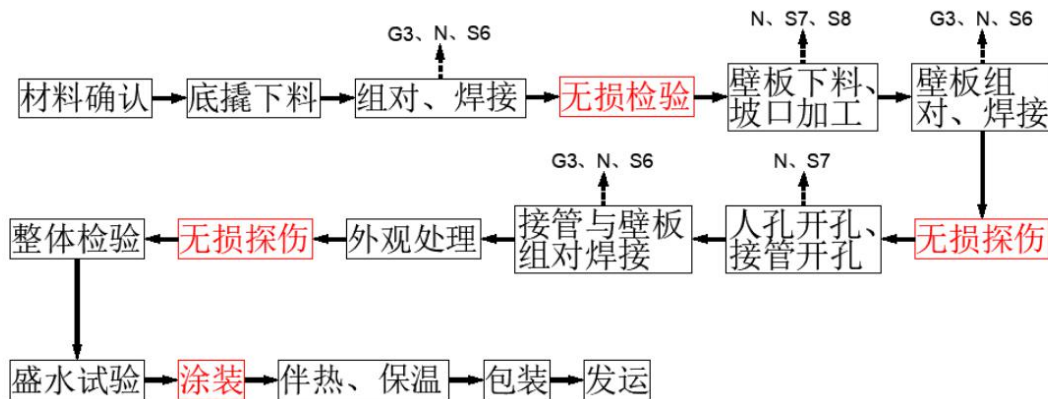 G3、N、S6
N、S7、S8
G3、N、S6
材料确认
底撬下料
组对、焊接
无损检验
壁板下料、
坡口加工
壁板组
对、焊接
G3、N、S6
N、S7
整体检验
无损探伤
外观处理
接管与壁板
组对焊接
人孔开孔、
接管开孔
无损探伤
盛水试验
涂装
伴热、保温
包装
发运